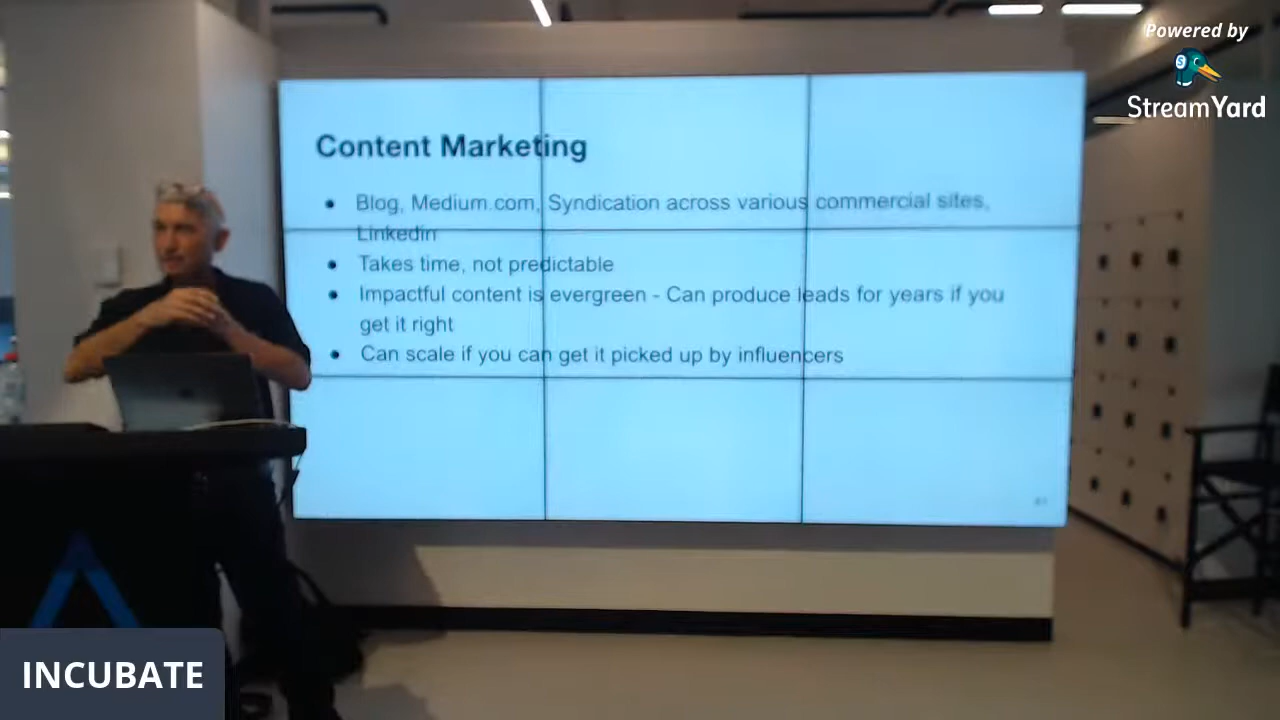 Powered by
StreamYard
Content Marketing
● Blog, Medium.com, Syndication across various commercial sites,
Linkedin
● Takes time, not predictable
● Impactful content is evergreen - Can produce leads for years if you
get it right
● Can scale if you can get it picked up by influencers
INCUBATE